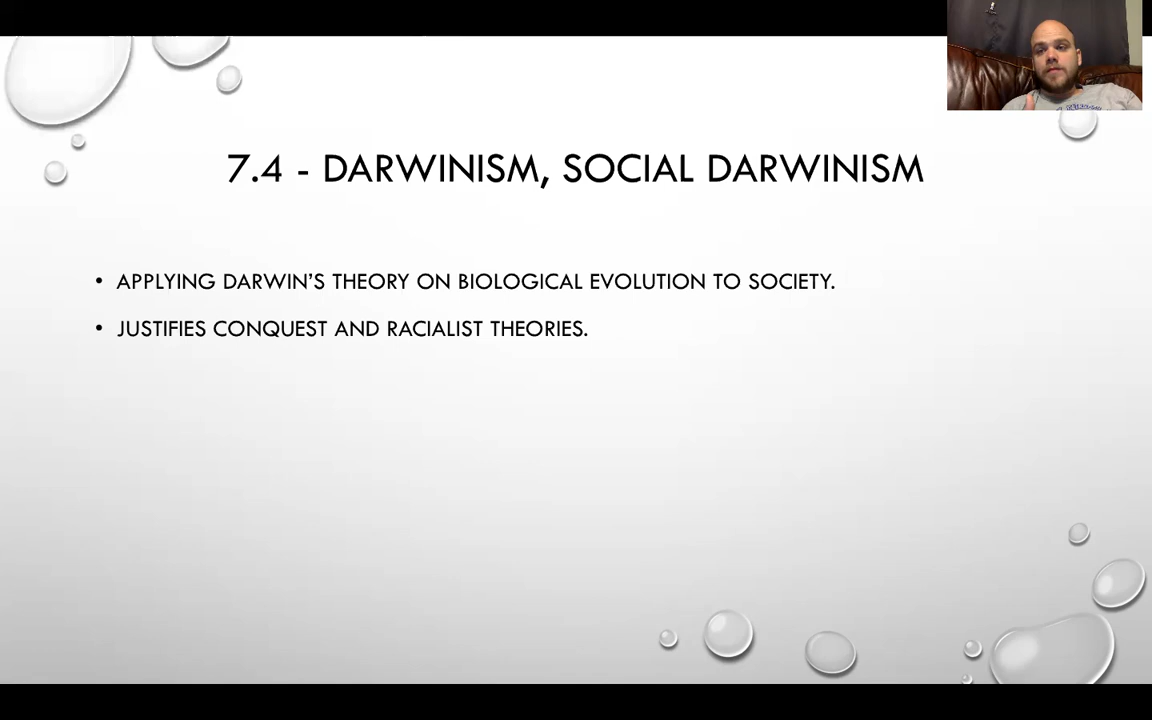 7.4 - DARWINISM, SOCIAL DARWINISM
• APPLYING DARWIN'S THEORY ON BIOLOGICAL EVOLUTION TO SOCIETY.
• JUSTIFIES CONQUEST AND RACIALIST THEORIES.